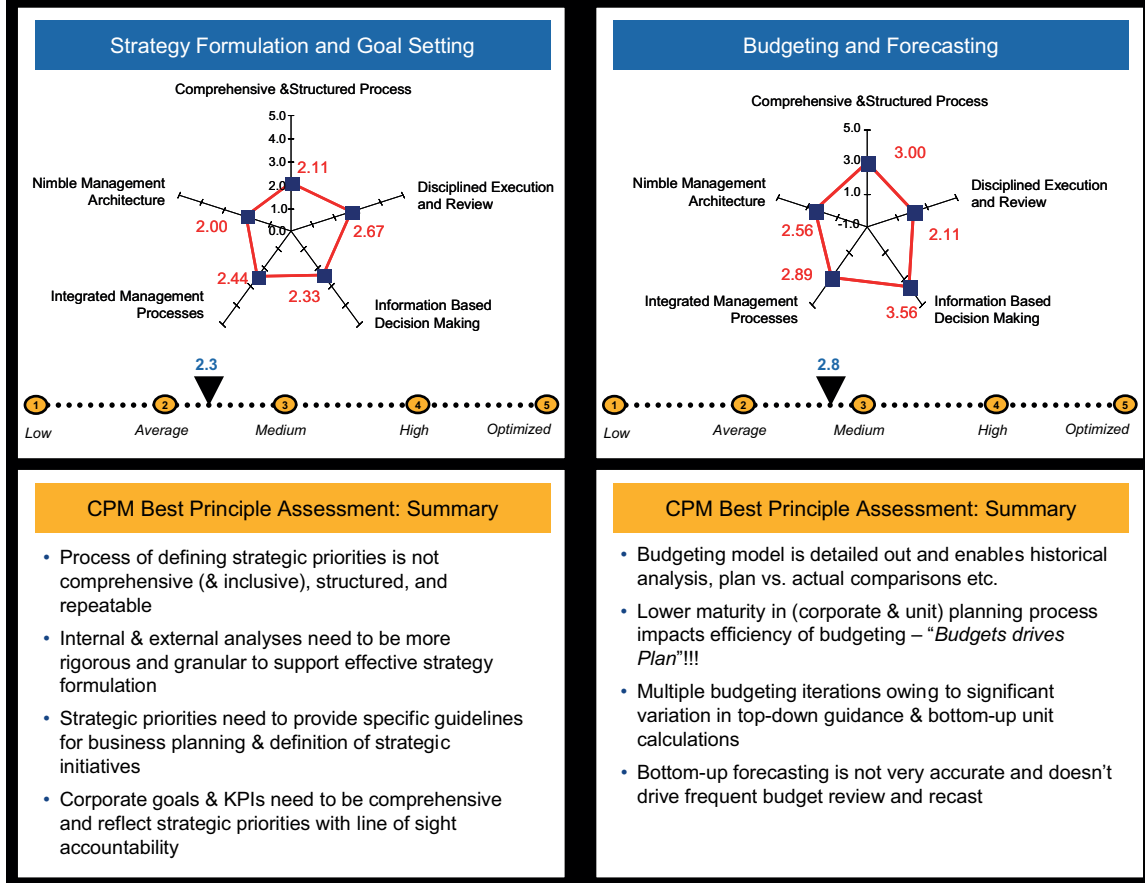 Strategy Formulation and Goal Setting
Comprehensive &Structured Process
5.0
4.0
3.0
2.0
1.0
0.0
2.11
Nimble Management
Architecture
Disciplined Execution
and Review
2.00
2.67
2.44
2.33
Integrated Management
Processes
Information Based
Decision Making
2.3
1 2 3 4 5
Low Average Medium High Optimized
Budgeting and Forecasting
Comprehensive &Structured Process
5.0
3.0
1.0
-1.0
3.00
Nimble Management
Architecture
Disciplined Execution
and Review
2.56
2.11
2.89
3.56
Integrated Management
Processes
Information Based
Decision Making
2.8
1 2 3 4 5
Low Average Medium High Optimized
CPM Best Principle Assessment: Summary
• Process of defining strategic priorities is not
comprehensive (& inclusive), structured, and
repeatable
• Internal & external analyses need to be more
rigorous and granular to support effective strategy
formulation
• Strategic priorities need to provide specific guidelines
for business planning & definition of strategic
initiatives
• Corporate goals & KPIs need to be comprehensive
and reflect strategic priorities with line of sight
accountability
CPM Best Principle Assessment: Summary
• Budgeting model is detailed out and enables historical
analysis, plan vs. actual comparisons etc.
• Lower maturity in (corporate & unit) planning process
impacts efficiency of budgeting – “Budgets drives
Plan”!!!
• Multiple budgeting iterations owing to significant
variation in top-down guidance & bottom-up unit
calculations
• Bottom-up forecasting is not very accurate and doesn’t
drive frequent budget review and recast